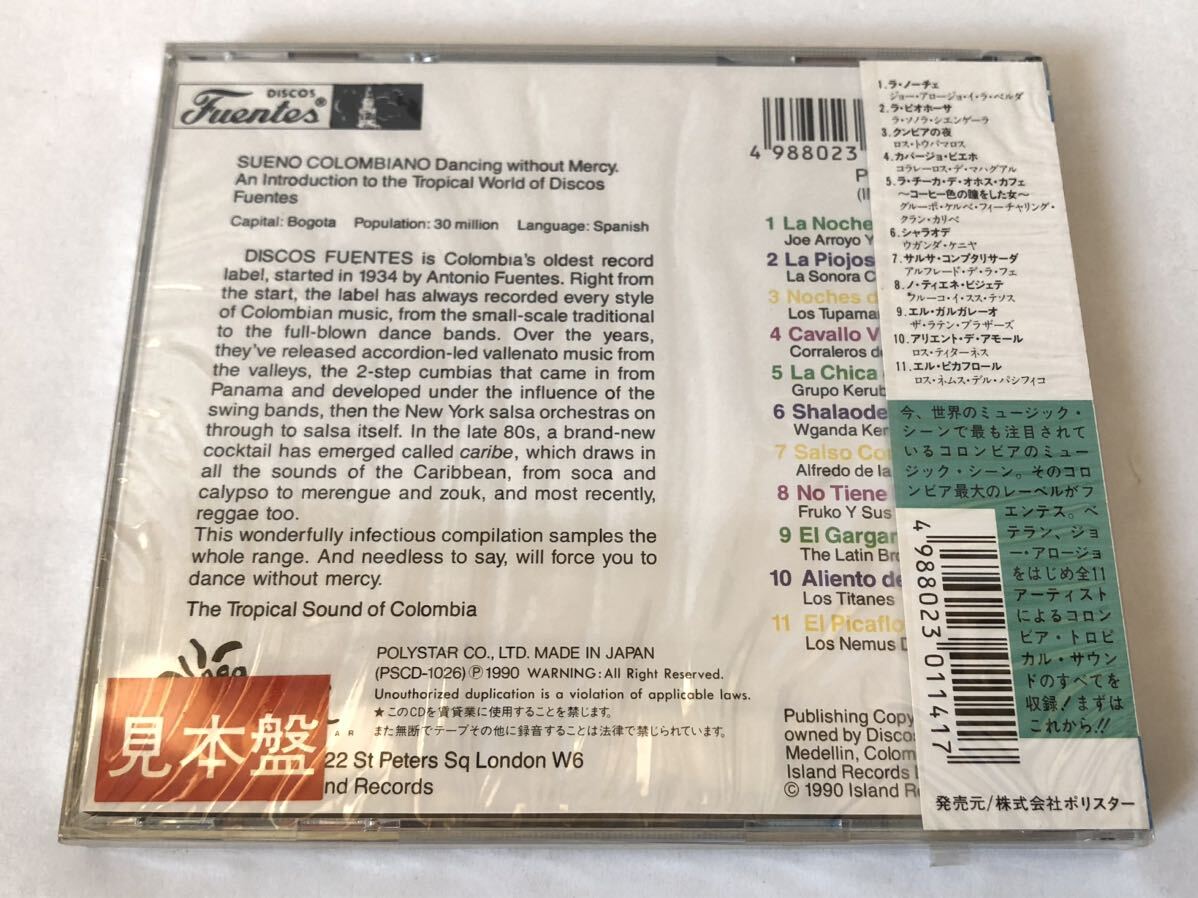 DISCOS
Fuentes®
SUENO COLOMBIANO Dancing without Mercy.
An Introduction to the Tropical World of Discos
Fuentes
Capital: Bogota Population: 30 million Language: Spanish
DISCOS FUENTES is Colombia's oldest record
label, started in 1934 by Antonio Fuentes. Right from
the start, the label has always recorded every style
of Colombian music, from the small-scale traditional
to the full-blown dance bands. Over the years,
they've released accordion-led vallenato music from
the valleys, the 2-step cumbias that came in from
Panama and developed under the influence of the
swing bands, then the New York salsa orchestras on
through to salsa itself. In the late 80s, a brand-new
cocktail has emerged called caribe, which draws in
all the sounds of the Caribbean, from soca and
calypso to merengue and zouk, and most recently,
reggae too.
This wonderfully infectious compilation samples the
whole range. And needless to say, will force you to
dance without mercy.
The Tropical Sound of Colombia
POLYSTAR CO., LTD. MADE IN JAPAN
(PSCD-1026) Ⓟ 1990 WARNING: All Right Reserved.
Unauthorized duplication is a violation of applicable laws.
★このCDを賃貸業に使用することを禁じます。
また無断でテープその他に録音することは法律で禁じられています。
22 St Peters Sq London W6
nd Records
見本盤
4 988023
P
1 La Noche
Joe Arroyo Y
2 La Piojos
La Sonora C
3 Noches d
Los Tupamar
4 Cavallo V
Corraleros de
5 La Chica
Grupo Kerub
6 Shalaode
Wganda Ken
7 Salso Co
Alfredo de la
8 No Tiene
Fruko Y Sus
9 El Gargar
The Latin Bro
10 Aliento de
Los Titanes
11 El Picaflo
Los Nemus D
Publishing Copy
owned by Discos
Medellin, Colom
Island Records L
© 1990 Island Re
1.ラ・ノーチェ
ジョー・アロージョ・イ・ラ・ベルダ
2.ラ・ピオホーサ
ラ・ソノラ・シエンゲーラ
3.クンビアの夜
ロス・トゥパマロス
4.カバージョ・ビエホ
コラレーロス・デ・マハグアル
5.ラ・チーカ・デ・オホス・カフェ
〜コーヒー色の瞳をした女〜
グルーポ・ケルベ・フィーチャリング・
クラン・カリベ
6.シャラオデ
ウガンダ・ケニヤ
7.サルサ・コンプタリサーダ
アルフレード・デ・ラ・フェ
8.ノ・ティエネ・ビジェテ
フルーコ・イ・スス・テソス
9.エル・ガルガレーオ
ザ・ラテン・ブラザーズ
10.アリエント・デ・アモール
ロス・ティターネス
11.エル・ピカフロール
ロス・ネムス・デル・パシフィコ
今、世界のミュージック・
シーンで最も注目されて
いるコロンビアのミュー
ジック・シーン。そのコロ
ンビア最大のレーベルがフ
エンテス。ベ
テラン、ジョ
ー・アロージョ
をはじめ全11
アーティスト
によるコロン
ビア・トロピ
カル・サウン
ドのすべてを
収録！まずは
これから!!
4 988023 011417
発売元/株式会社ポリスター